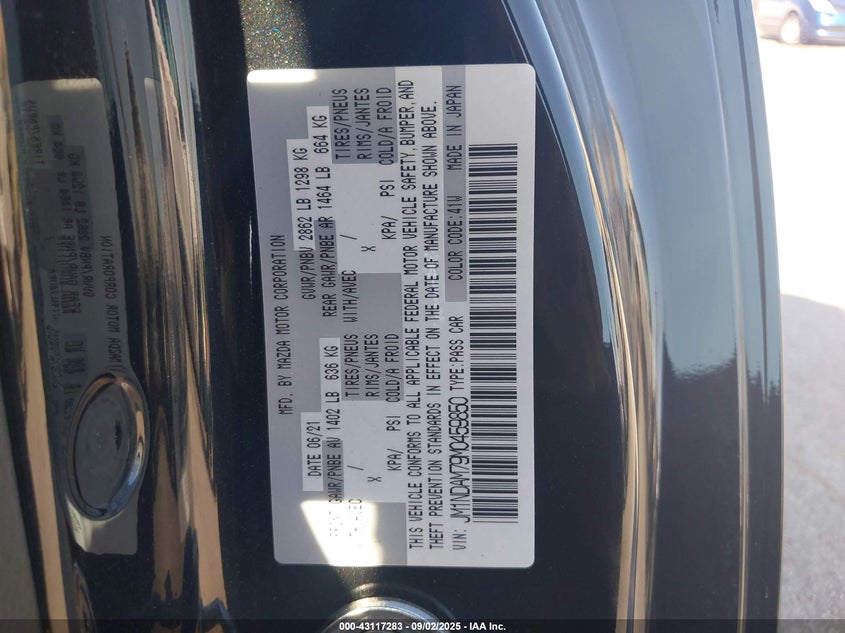 MFD. BY MAZDA MOTOR CORPORATION
DATE 06/21 GVWR/PNBV 2862 LB 1298 KG
FRONT GAWR/PNBE AV 1402 LB 636 KG REAR GAWR/PNBE AR 1464 LB 664 KG
WITH/AVEC TIRES/PNEUS WITH/AVEC / TIRES/PNEUS
X RIMS/JANTES X RIMS/JANTES
KPA/ PSI COLD/A FROID KPA/ PSI COLD/A FROID
THIS VEHICLE CONFORMS TO ALL APPLICABLE FEDERAL MOTOR VEHICLE SAFETY, BUMPER, AND
THEFT PREVENTION STANDARDS IN EFFECT ON THE DATE OF MANUFACTURE SHOWN ABOVE.
VIN: JM1NDAM79M0459850 TYPE:PASS CAR COLOR CODE:41W MADE IN JAPAN
000-43117283 - 09/02/2025 - IAA Inc.